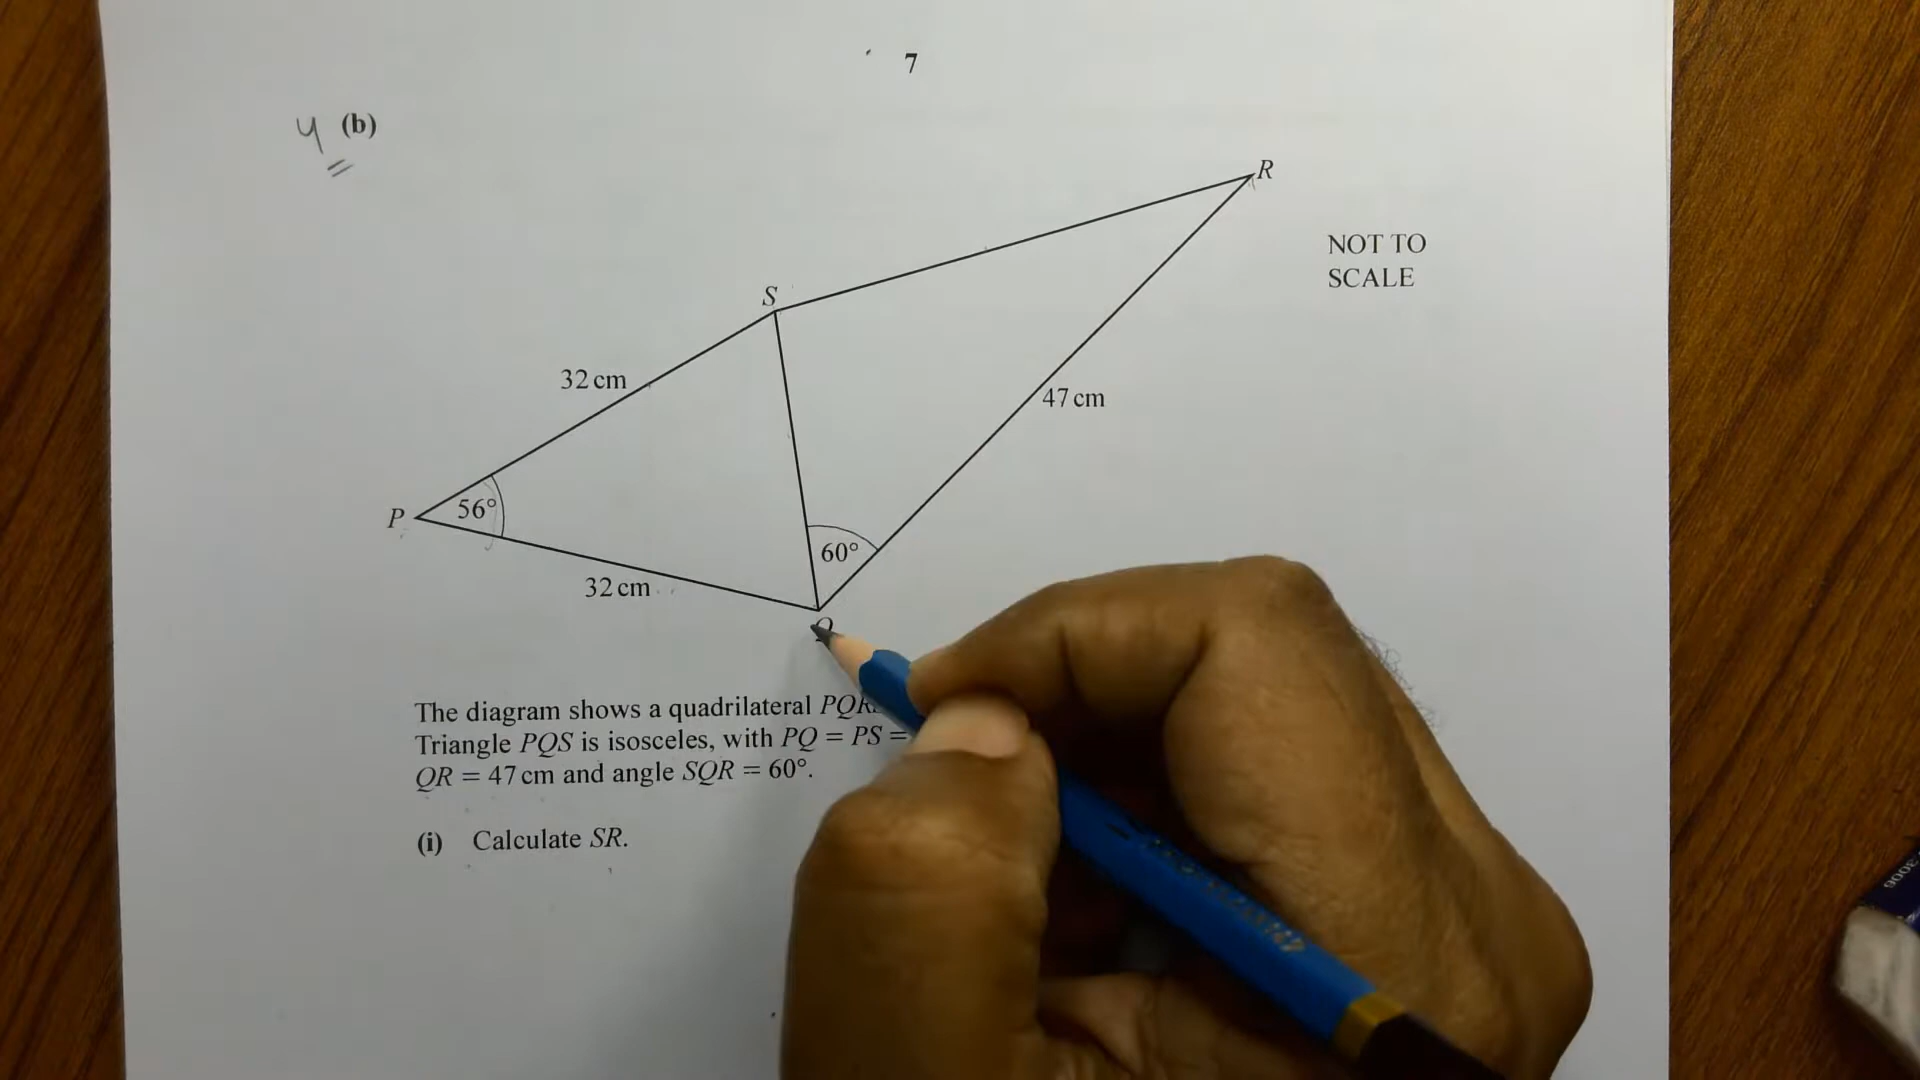 7
4 (b)
R
NOT TO
SCALE
S
32 cm
47 cm
P
56°
60°
32 cm
Q
The diagram shows a quadrilateral
Triangle PQS is isosceles, with PQ = PS =
QR = 47 cm and angle SQR = 60°.
(i) Calculate SR.
3006